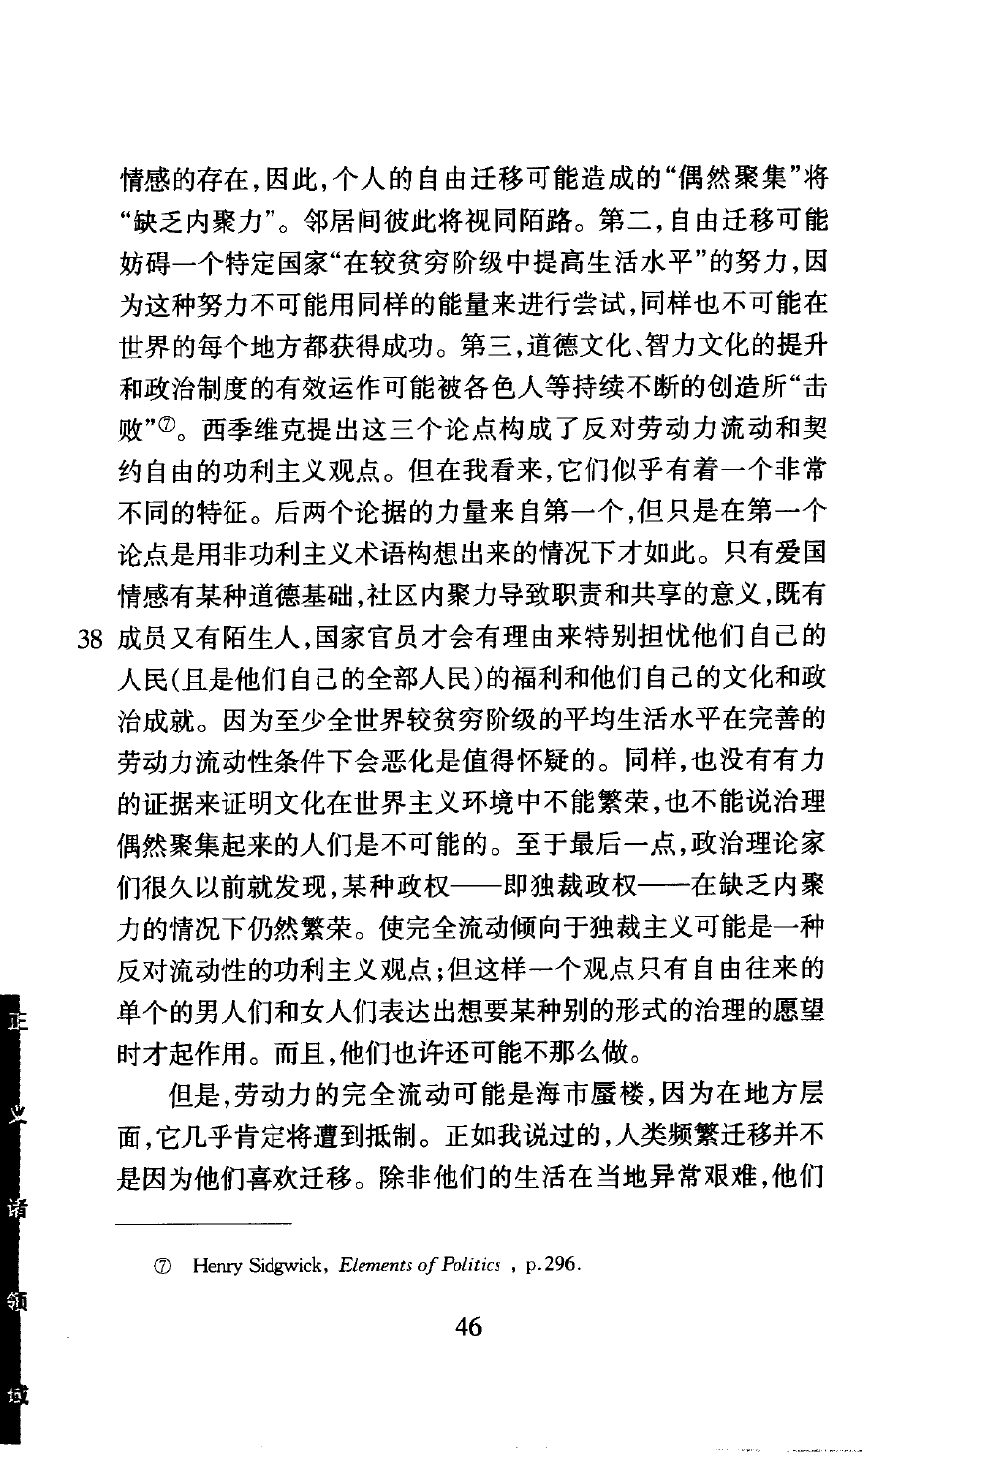 情感的存在,因此,个人的自由迁移可能造成的“偶然聚集”将
“缺乏内聚力”。邻居间彼此将视同陌路。第二,自由迁移可能
妨碍一个特定国家“在较贫穷阶级中提高生活水平”的努力,因
为这种努力不可能用同样的能量来进行尝试,同样也不可能在
世界的每个地方都获得成功。第三,道德文化、智力文化的提升
和政治制度的有效运作可能被各色人等持续不断的创造所“击
败”⑦。西季维克提出这三个论点构成了反对劳动力流动和契
约自由的功利主义观点。但在我看来,它们似乎有着一个非常
不同的特征。后两个论据的力量来自第一个,但只是在第一个
论点是用非功利主义术语构想出来的情况下才如此。只有爱国
情感有某种道德基础,社区内聚力导致职责和共享的意义,既有
38 成员又有陌生人,国家官员才会有理由来特别担忧他们自己的
人民(且是他们自己的全部人民)的福利和他们自己的文化和政
治成就。因为至少全世界较贫穷阶级的平均生活水平在完善的
劳动力流动性条件下会恶化是值得怀疑的。同样,也没有有力
的证据来证明文化在世界主义环境中不能繁荣,也不能说治理
偶然聚集起来的人们是不可能的。至于最后一点,政治理论家
们很久以前就发现,某种政权——即独裁政权——在缺乏内聚
力的情况下仍然繁荣。使完全流动倾向于独裁主义可能是一种
反对流动性的功利主义观点;但这样一个观点只有自由往来的
单个的男人们和女人们表达出想要某种别的形式的治理的愿望
时才起作用。而且,他们也许还可能不那么做。
但是,劳动力的完全流动可能是海市蜃楼,因为在地方层
面,它几乎肯定将遭到抵制。正如我说过的,人类频繁迁移并不
是因为他们喜欢迁移。除非他们的生活在当地异常艰难,他们
⑦ Henry Sidgwick, Elements of Politics , p.296.
46
正义诸领域